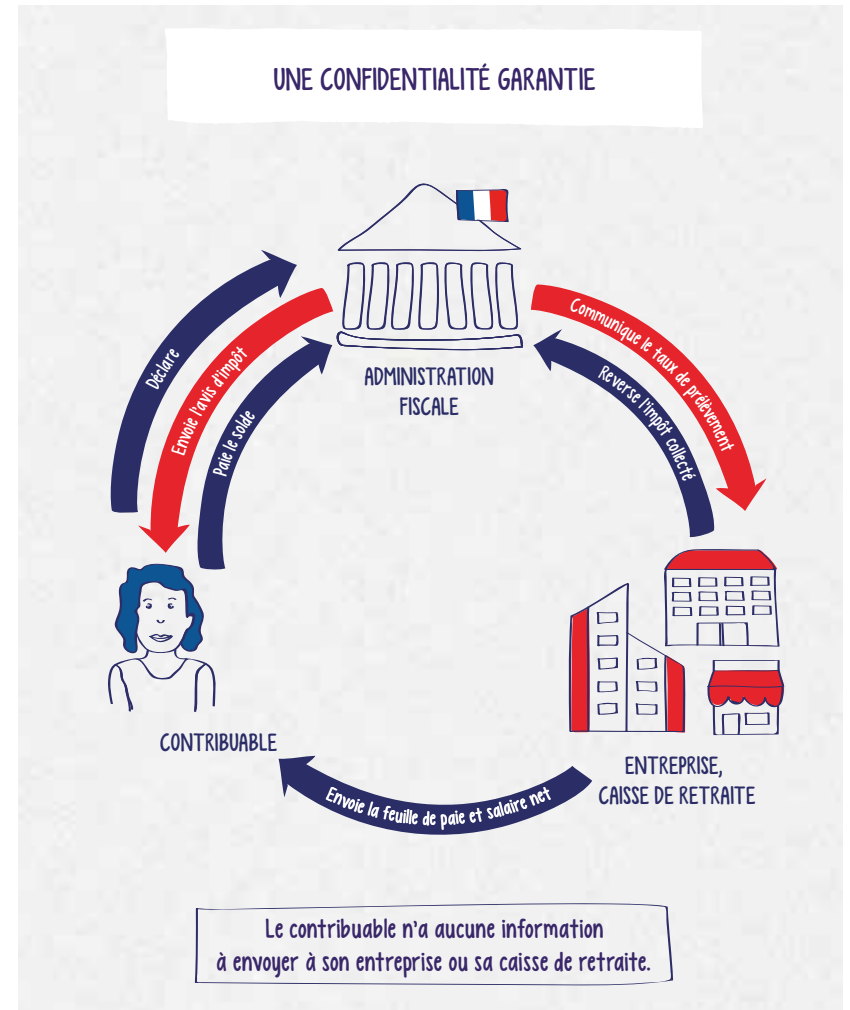 UNE CONFIDENTIALITÉ GARANTIE
Déclare
Envoie l'avis d'impôt
Paie le solde
ADMINISTRATION
FISCALE
Communique le taux de prélèvement
Reverse l'impôt collecté
CONTRIBUABLE
ENTREPRISE,
CAISSE DE RETRAITE
Envoie la feuille de paie et salaire net
Le contribuable n'a aucune information
à envoyer à son entreprise ou sa caisse de retraite.